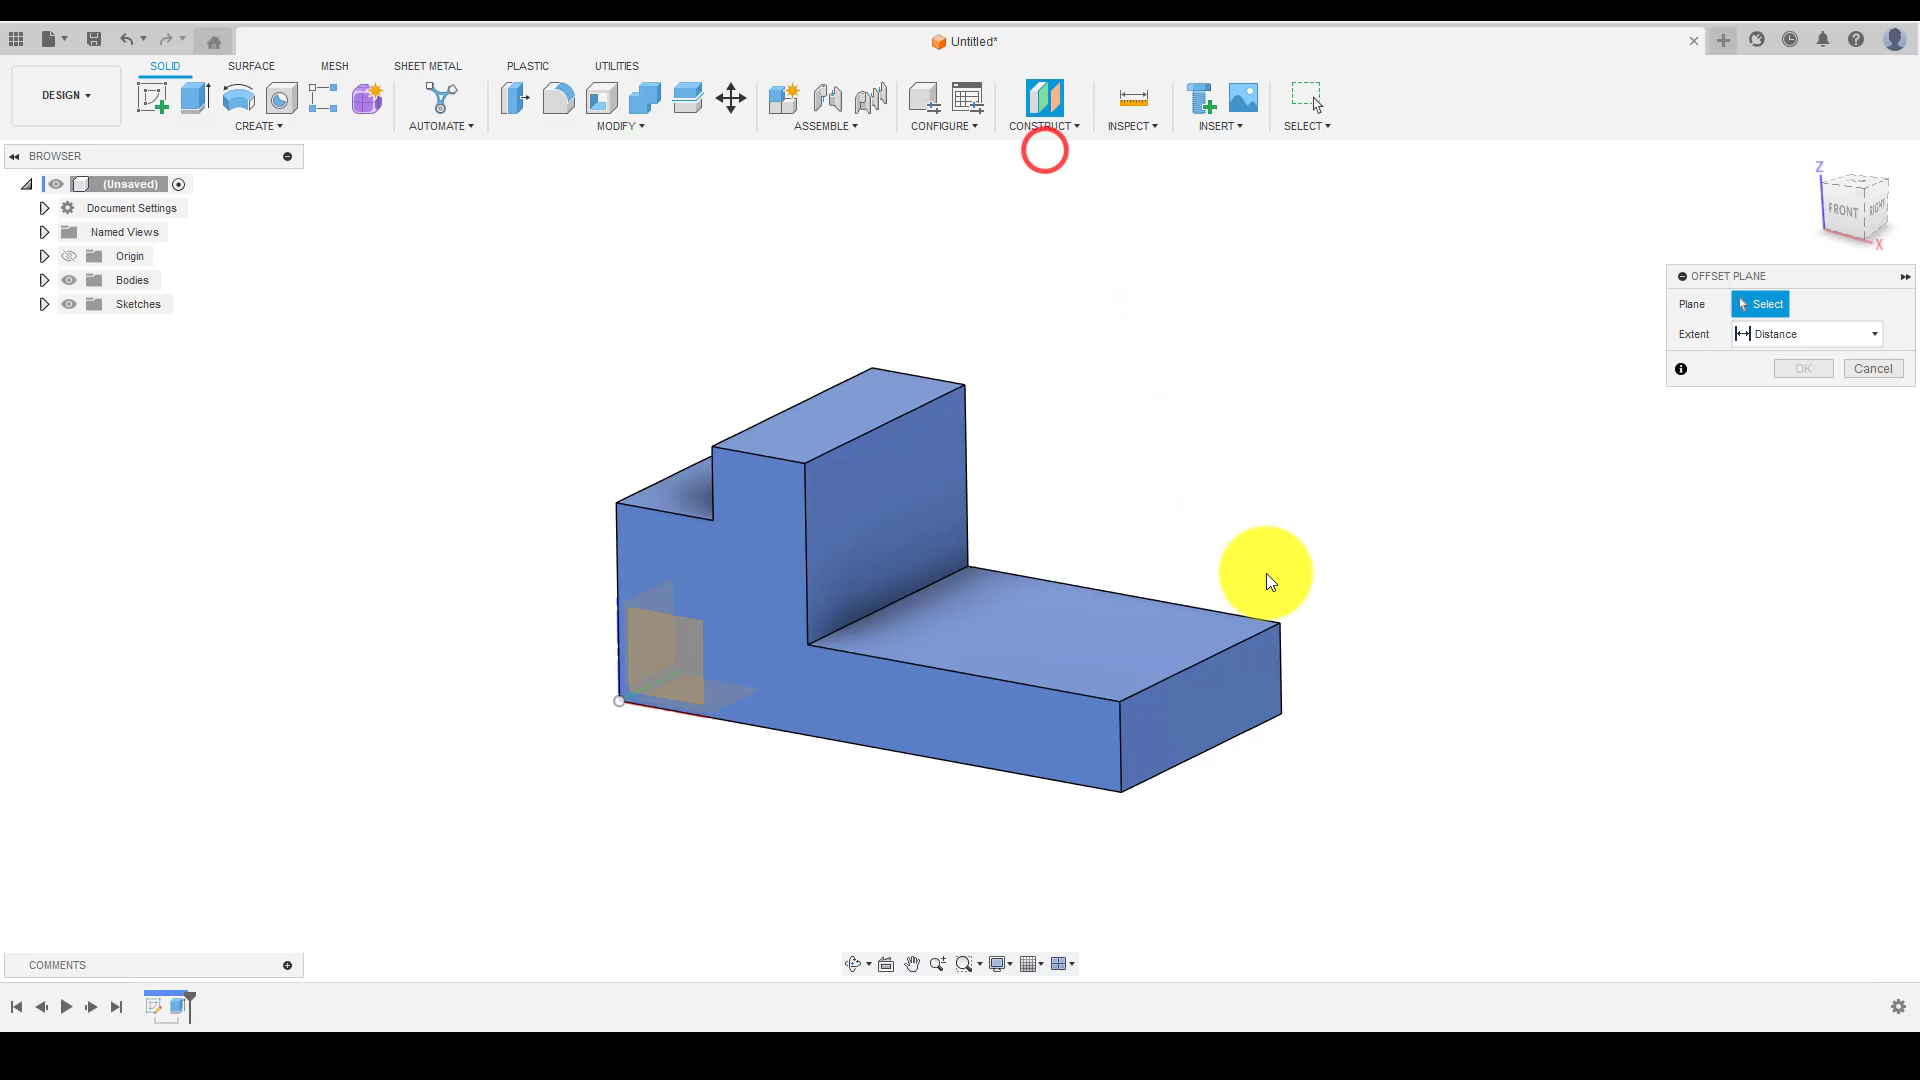 Untitled*
DESIGN
SOLID SURFACE MESH SHEET METAL PLASTIC UTILITIES
CREATE AUTOMATE MODIFY ASSEMBLE CONFIGURE CONSTRUCT INSPECT INSERT SELECT
BROWSER
(Unsaved)
Document Settings
Named Views
Origin
Bodies
Sketches
Z
FRONT RIGHT
X
OFFSET PLANE
Plane Select
Extent Distance
OK Cancel
COMMENTS